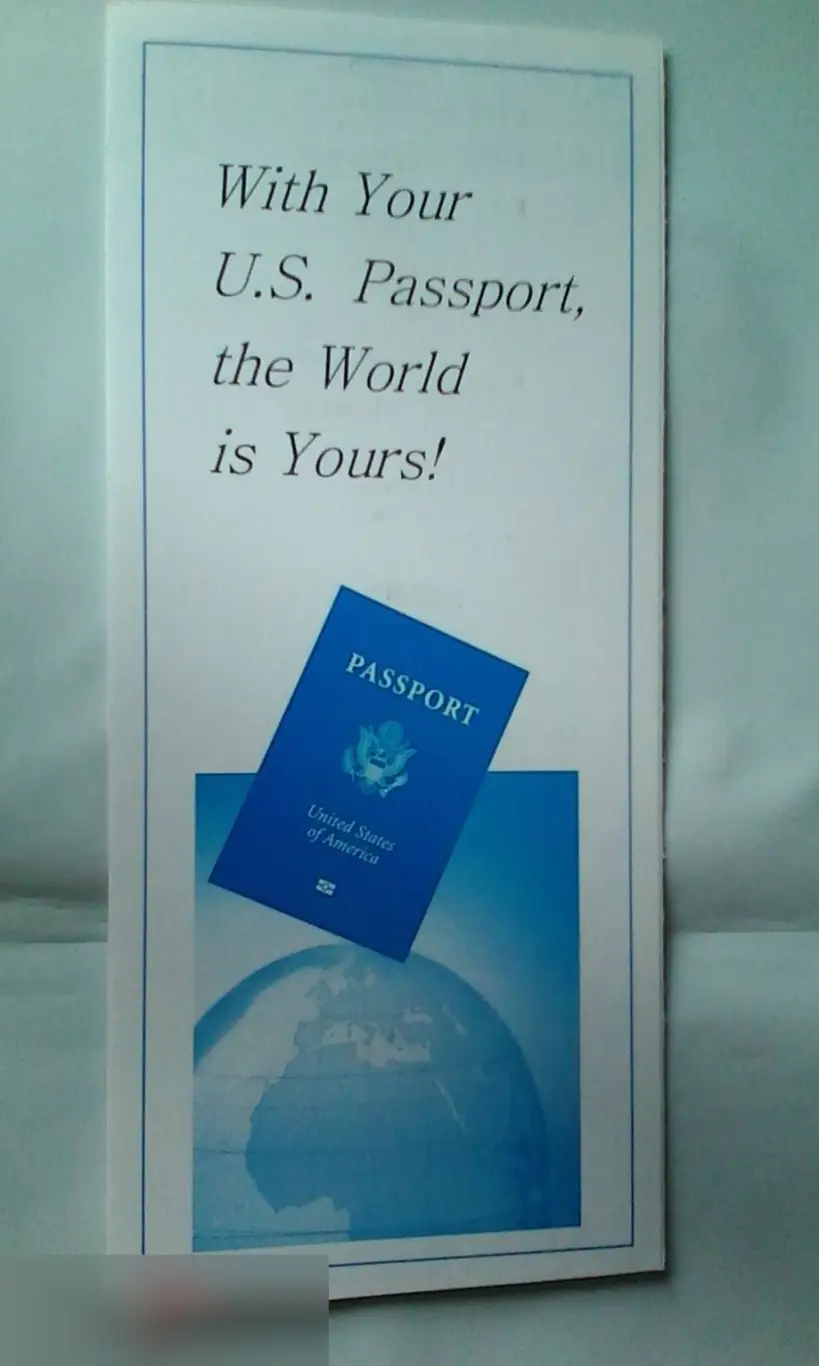 With Your
U.S. Passport,
the World
is Yours!
PASSPORT
United States
of America